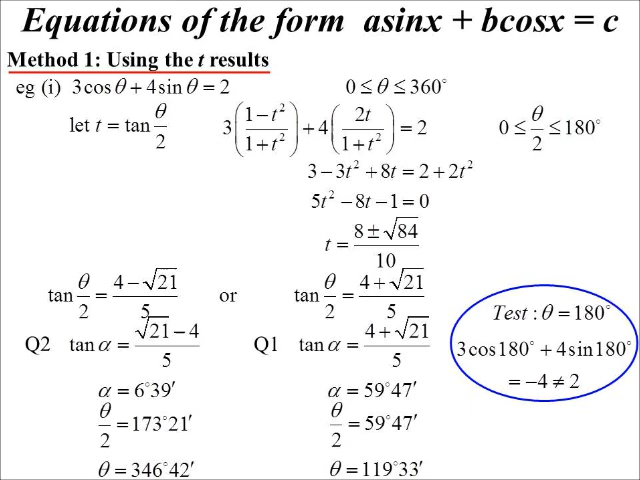 Equations of the form asinx + bcosx = c
Method 1: Using the t results
eg (i) 3cosθ + 4sinθ = 2 0 ≤ θ ≤ 360°
let t = tan θ/2 3((1−t²)/(1+t²)) + 4(2t/(1+t²)) = 2 0 ≤ θ/2 ≤ 180°
3 − 3t² + 8t = 2 + 2t²
5t² − 8t − 1 = 0
t = (8 ± √84)/10
tan θ/2 = (4 − √21)/5 or tan θ/2 = (4 + √21)/5
Q2 tan α = (√21 − 4)/5 Q1 tan α = (4 + √21)/5
α = 6°39′ α = 59°47′
θ/2 = 173°21′ θ/2 = 59°47′
θ = 346°42′ θ = 119°33′
Test : θ = 180°
3cos180° + 4sin180°
= −4 ≠ 2